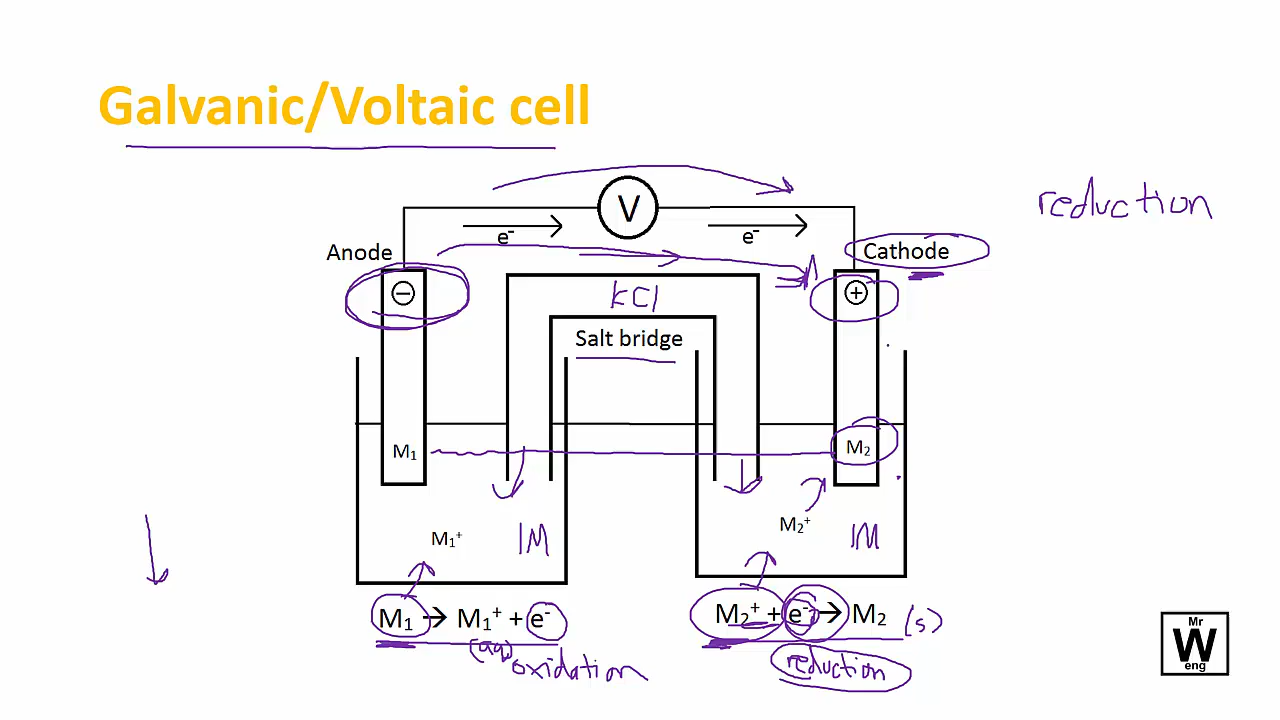 Galvanic/Voltaic cell
reduction
V
e⁻
e⁻
Anode
Cathode
−
+
KCl
Salt bridge
M₁
M₂
M₁⁺
1M
M₂⁺
1M
M₁ → M₁⁺ + e⁻
M₂⁺ + e⁻ → M₂ (s)
(aq)
oxidation
reduction
Mr
W
eng